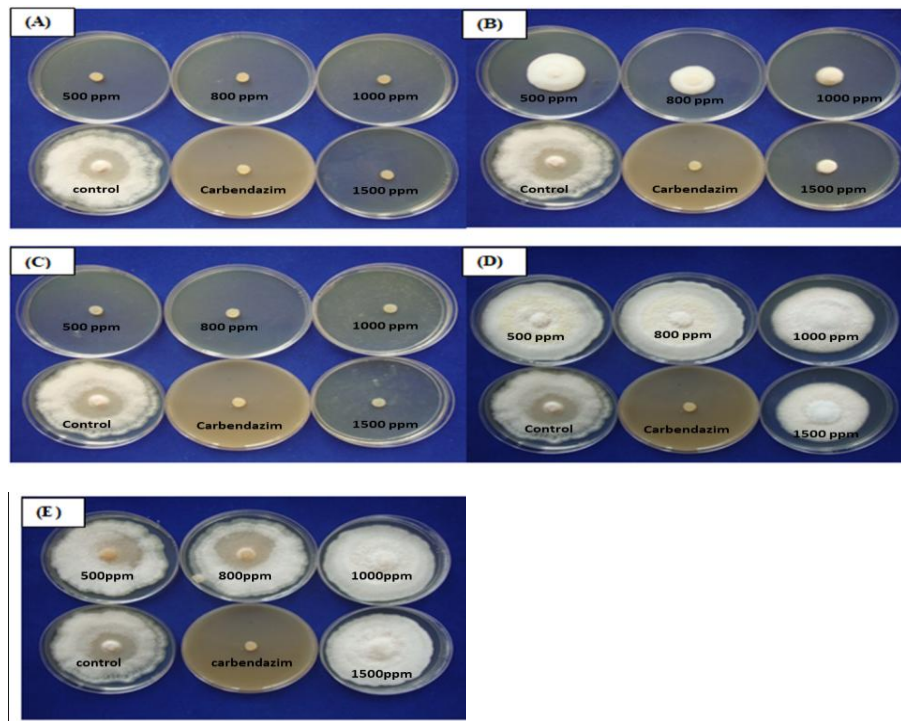 (A)
500 ppm 800 ppm 1000 ppm
control Carbendazim 1500 ppm
(B)
500 ppm 800 ppm 1000 ppm
Control Carbendazim 1500 ppm
(C)
500 ppm 800 ppm 1000 ppm
Control Carbendazim 1500 ppm
(D)
500 ppm 800 ppm 1000 ppm
Control Carbendazim 1500 ppm
(E)
500ppm 800ppm 1000ppm
control carbendazim 1500ppm